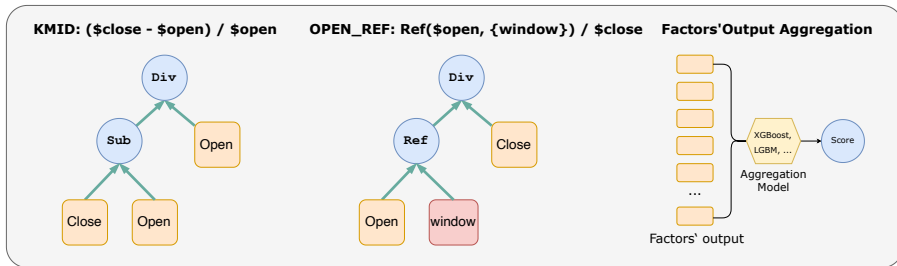 KMID: ($close - $open) / $open
Div
Sub
Open
Close
Open
OPEN_REF: Ref($open, {window}) / $close
Div
Ref
Close
Open
window
Factors'Output Aggregation
...
Factors‘ output
XGBoost,
LGBM, ...
Aggregation
Model
Score